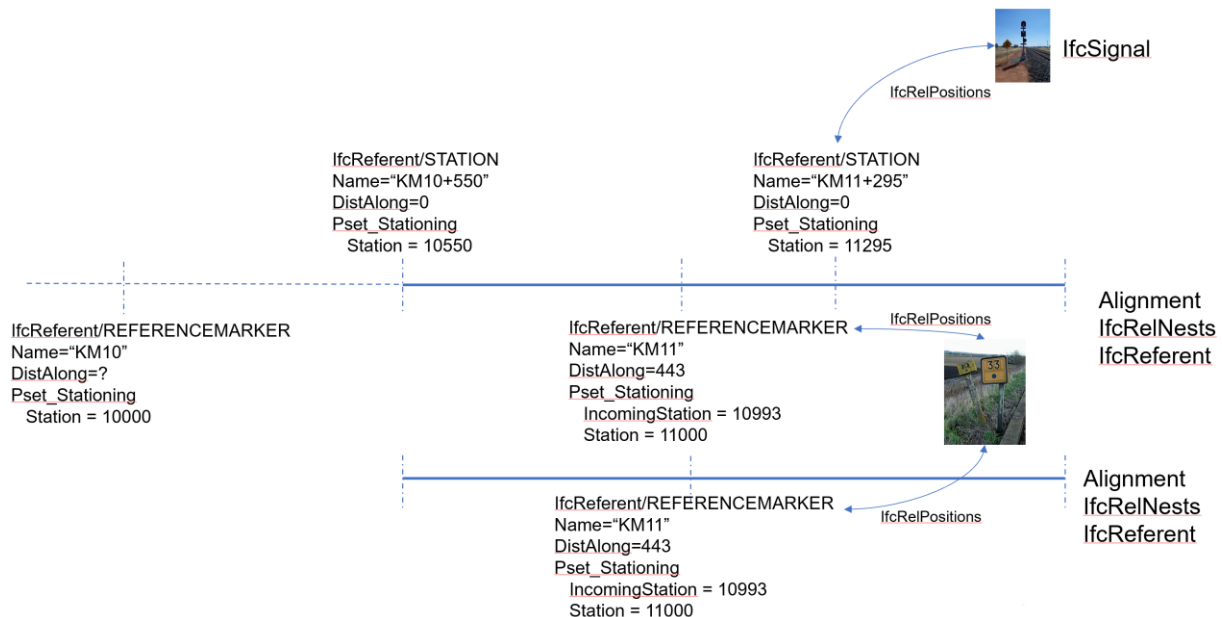 IfcSignal
IfcRelPositions
IfcReferent/STATION
Name=“KM10+550”
DistAlong=0
Pset_Stationing
Station = 10550
IfcReferent/STATION
Name=“KM11+295”
DistAlong=0
Pset_Stationing
Station = 11295
IfcReferent/REFERENCEMARKER
Name=“KM10”
DistAlong=?
Pset_Stationing
Station = 10000
IfcReferent/REFERENCEMARKER
Name=“KM11”
DistAlong=443
Pset_Stationing
IncomingStation = 10993
Station = 11000
IfcRelPositions
33
Alignment
IfcRelNests
IfcReferent
IfcReferent/REFERENCEMARKER
Name=“KM11”
DistAlong=443
Pset_Stationing
IncomingStation = 10993
Station = 11000
IfcRelPositions
Alignment
IfcRelNests
IfcReferent